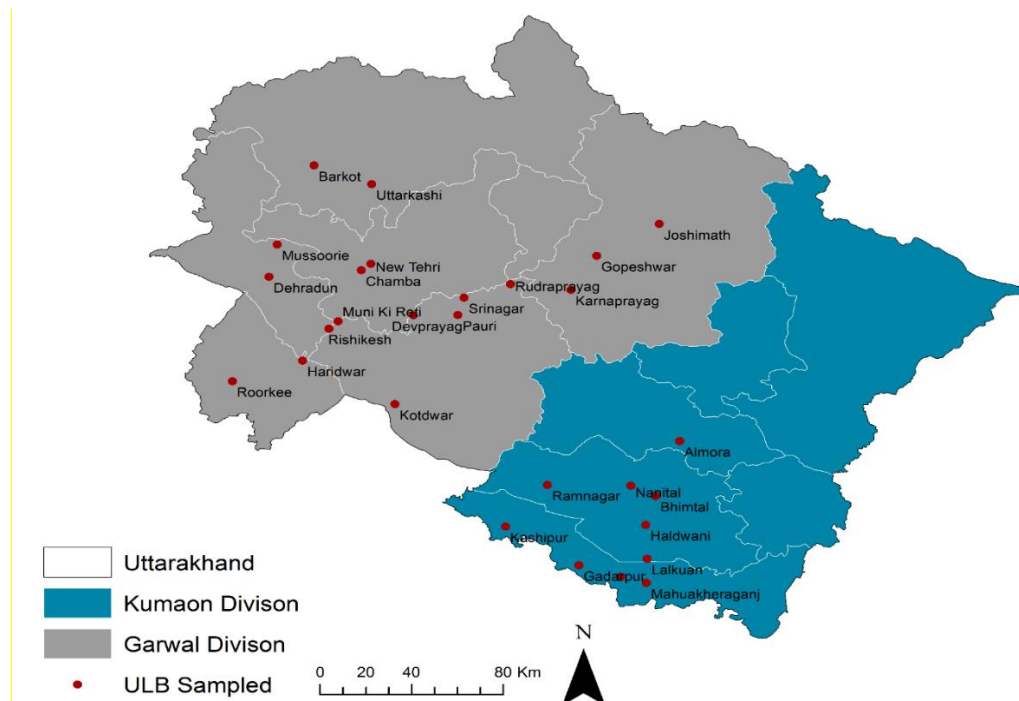 Barkot
Uttarkashi
Joshimath
Mussoorie
Gopeshwar
New Tehri
Chamba
Dehradun
Rudraprayag
Karnaprayag
Srinagar
Muni Ki Reti
Devprayag
Pauri
Rishikesh
Haridwar
Roorkee
Kotdwar
Almora
Ramnagar
Nanital
Bhimtal
Kashipur
Haldwani
Lalkuan
Gadarpur
Mahuakheraganj
Uttarakhand
Kumaon Divison
Garwal Divison
ULB Sampled
N
0 20 40 80 Km